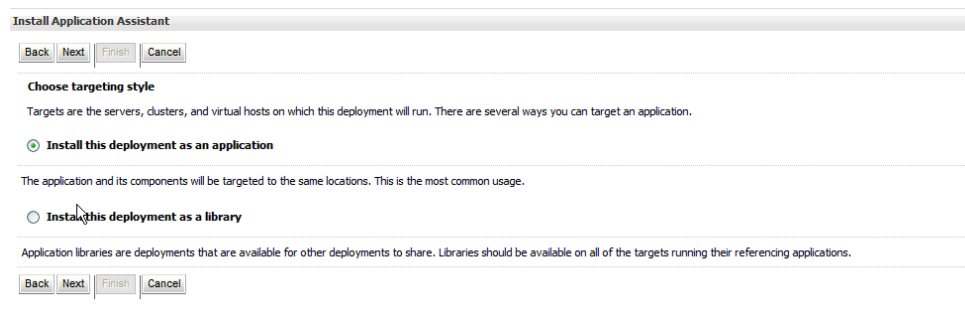 Install Application Assistant
Back Next Finish Cancel
Choose targeting style
Targets are the servers, clusters, and virtual hosts on which this deployment will run. There are several ways you can target an application.
Install this deployment as an application
The application and its components will be targeted to the same locations. This is the most common usage.
Install this deployment as a library
Application libraries are deployments that are available for other deployments to share. Libraries should be available on all of the targets running their referencing applications.
Back Next Finish Cancel